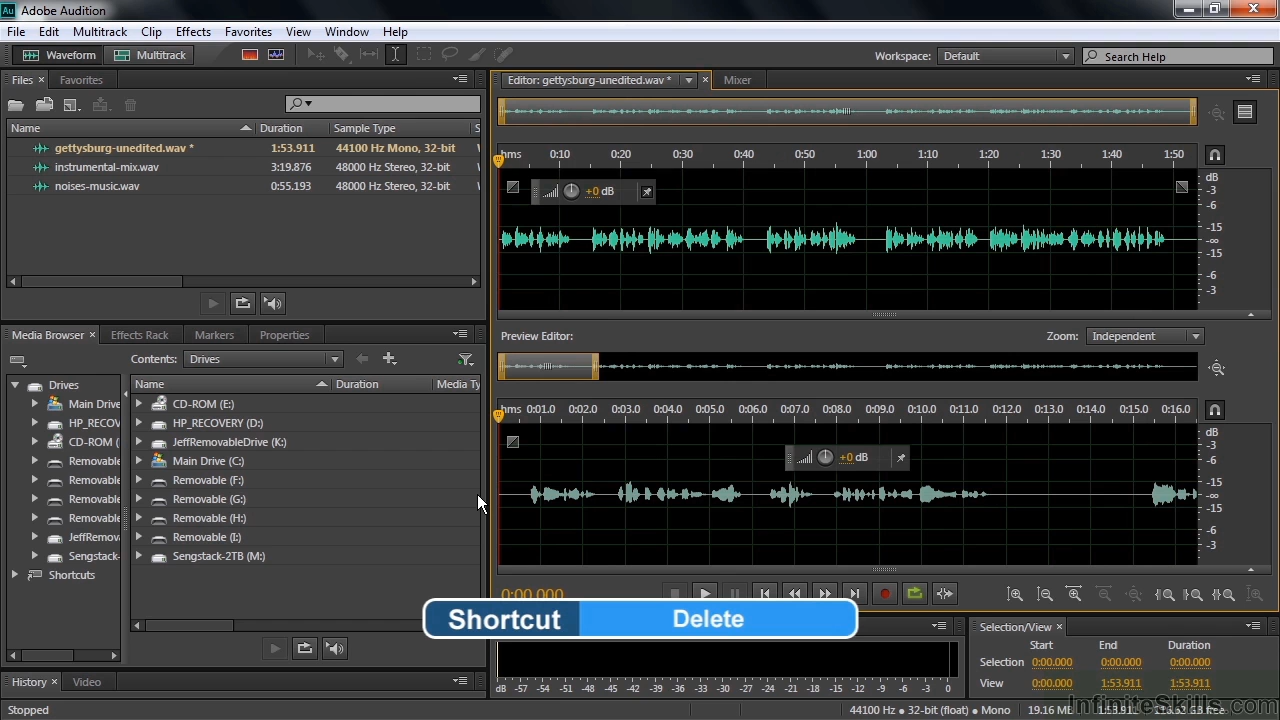 Au Adobe Audition
File Edit Multitrack Clip Effects Favorites View Window Help
Waveform Multitrack Workspace: Default Search Help
Files × Favorites
Name Duration Sample Type
gettysburg-unedited.wav * 1:53.911 44100 Hz Mono, 32-bit
instrumental-mix.wav 3:19.876 48000 Hz Stereo, 32-bit
noises-music.wav 0:55.193 48000 Hz Stereo, 32-bit
Editor: gettysburg-unedited.wav * × Mixer
hms 0:10 0:20 0:30 0:40 0:50 1:00 1:10 1:20 1:30 1:40 1:50
+0 dB
dB
-3
-6
-15
-∞
-15
-6
-3
Preview Editor: Zoom: Independent
hms 0:01.0 0:02.0 0:03.0 0:04.0 0:05.0 0:06.0 0:07.0 0:08.0 0:09.0 0:10.0 0:11.0 0:12.0 0:13.0 0:14.0 0:15.0 0:16.0
+0 dB
dB
-3
-6
-15
-∞
-15
-6
-3
Media Browser × Effects Rack Markers Properties
Contents: Drives
Drives
Main Drive
HP_RECOV
CD-ROM (
Removable
Removable
Removable
Removable
JeffRemova
Sengstack-
Shortcuts
Name Duration Media Ty
CD-ROM (E:)
HP_RECOVERY (D:)
JeffRemovableDrive (K:)
Main Drive (C:)
Removable (F:)
Removable (G:)
Removable (H:)
Removable (I:)
Sengstack-2TB (M:)
0:00.000
Shortcut Delete
History × Video
dB -57 -54 -51 -48 -45 -42 -39 -36 -33 -30 -27 -24 -21 -18 -15 -12 -9 -6 -3 0
Selection/View ×
Start End Duration
Selection 0:00.000 0:00.000 0:00.000
View 0:00.000 1:53.911 1:53.911
Stopped 44100 Hz ● 32-bit (float) ● Mono 19.16 MB 1:53.911
InfiniteSkills.com